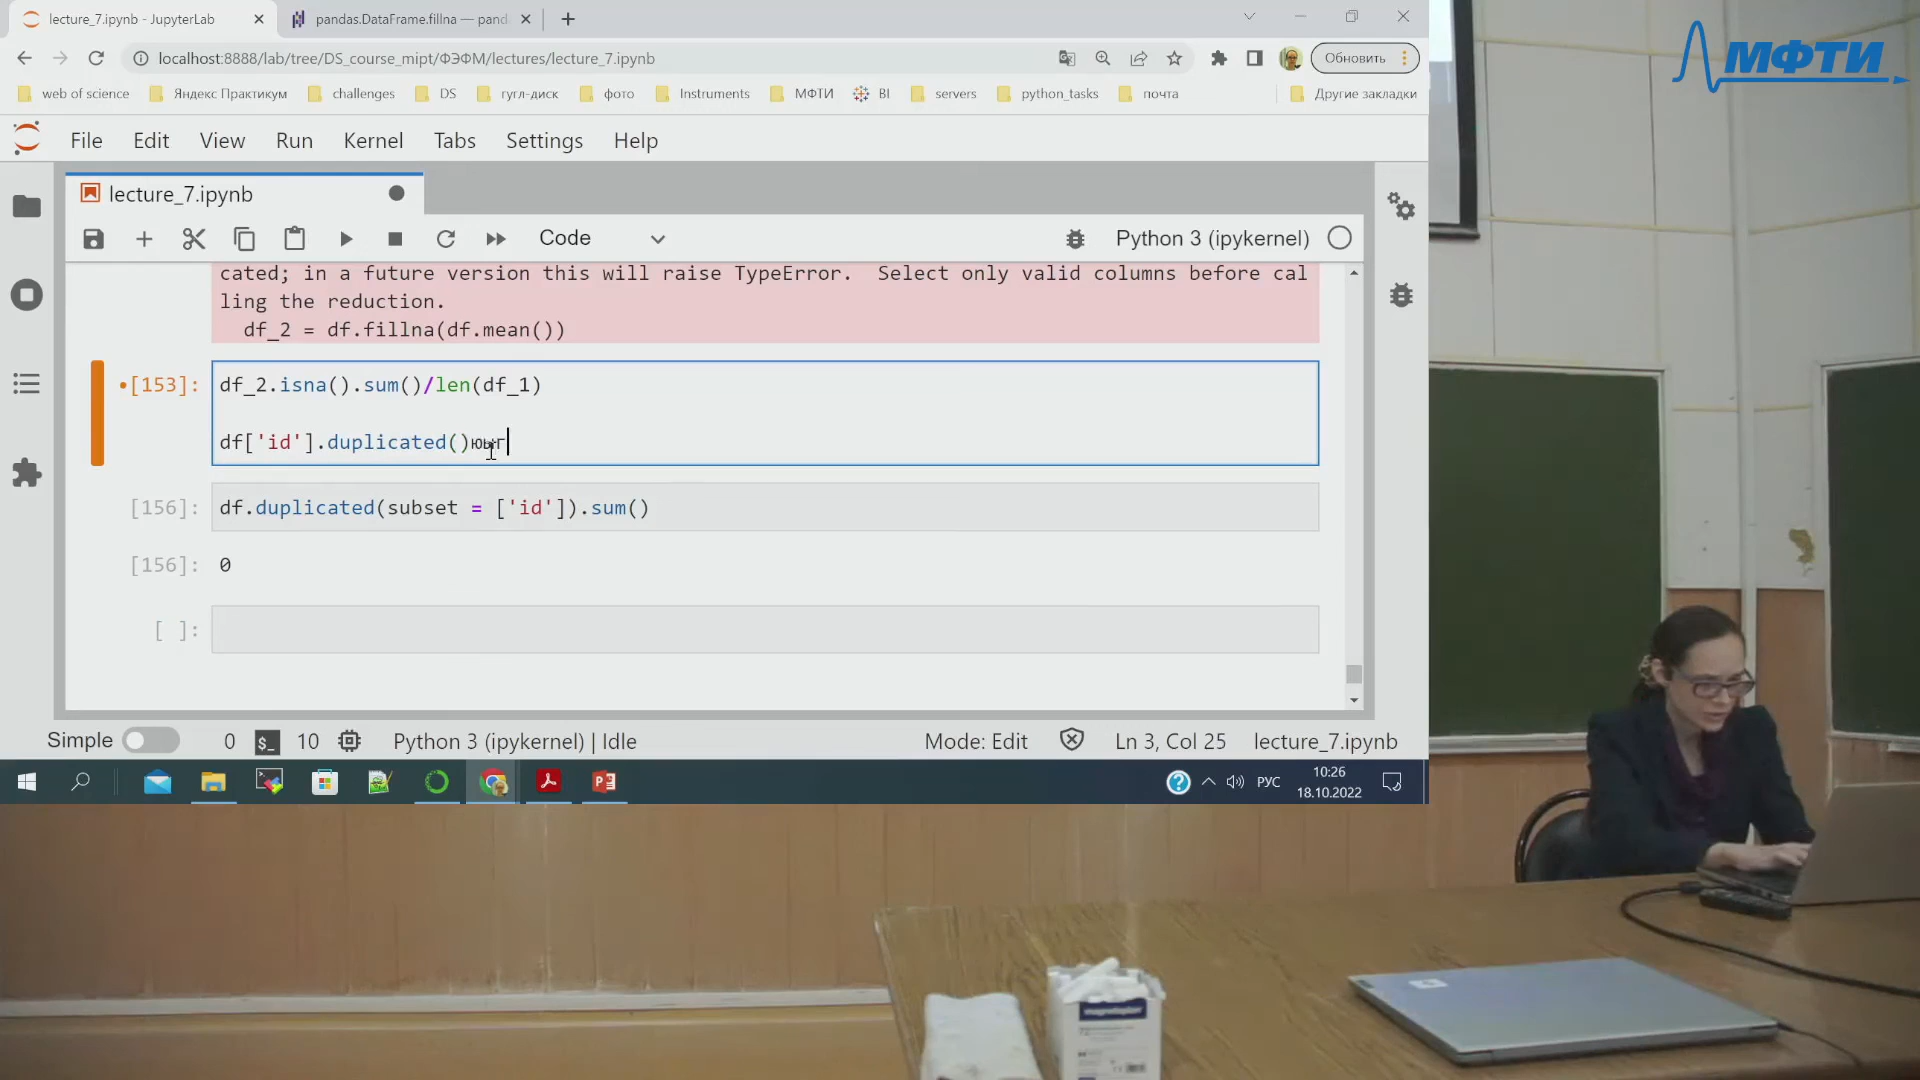 lecture_7.ipynb - JupyterLab
pandas.DataFrame.fillna — pand
localhost:8888/lab/tree/DS_course_mipt/ФЭФМ/lectures/lecture_7.ipynb
Обновить
web of science Яндекс Практикум challenges DS гугл-диск фото Instruments МФТИ BI servers python_tasks почта Другие закладки
МФТИ
File Edit View Run Kernel Tabs Settings Help
lecture_7.ipynb
Code Python 3 (ipykernel)
cated; in a future version this will raise TypeError.  Select only valid columns before cal
ling the reduction.
df_2 = df.fillna(df.mean())
[153]: df_2.isna().sum()/len(df_1)
df['id'].duplicated()юыг
[156]: df.duplicated(subset = ['id']).sum()
[156]: 0
[ ]:
Simple 0 $_ 10 Python 3 (ipykernel) | Idle Mode: Edit Ln 3, Col 25 lecture_7.ipynb
РУС 10:26
18.10.2022